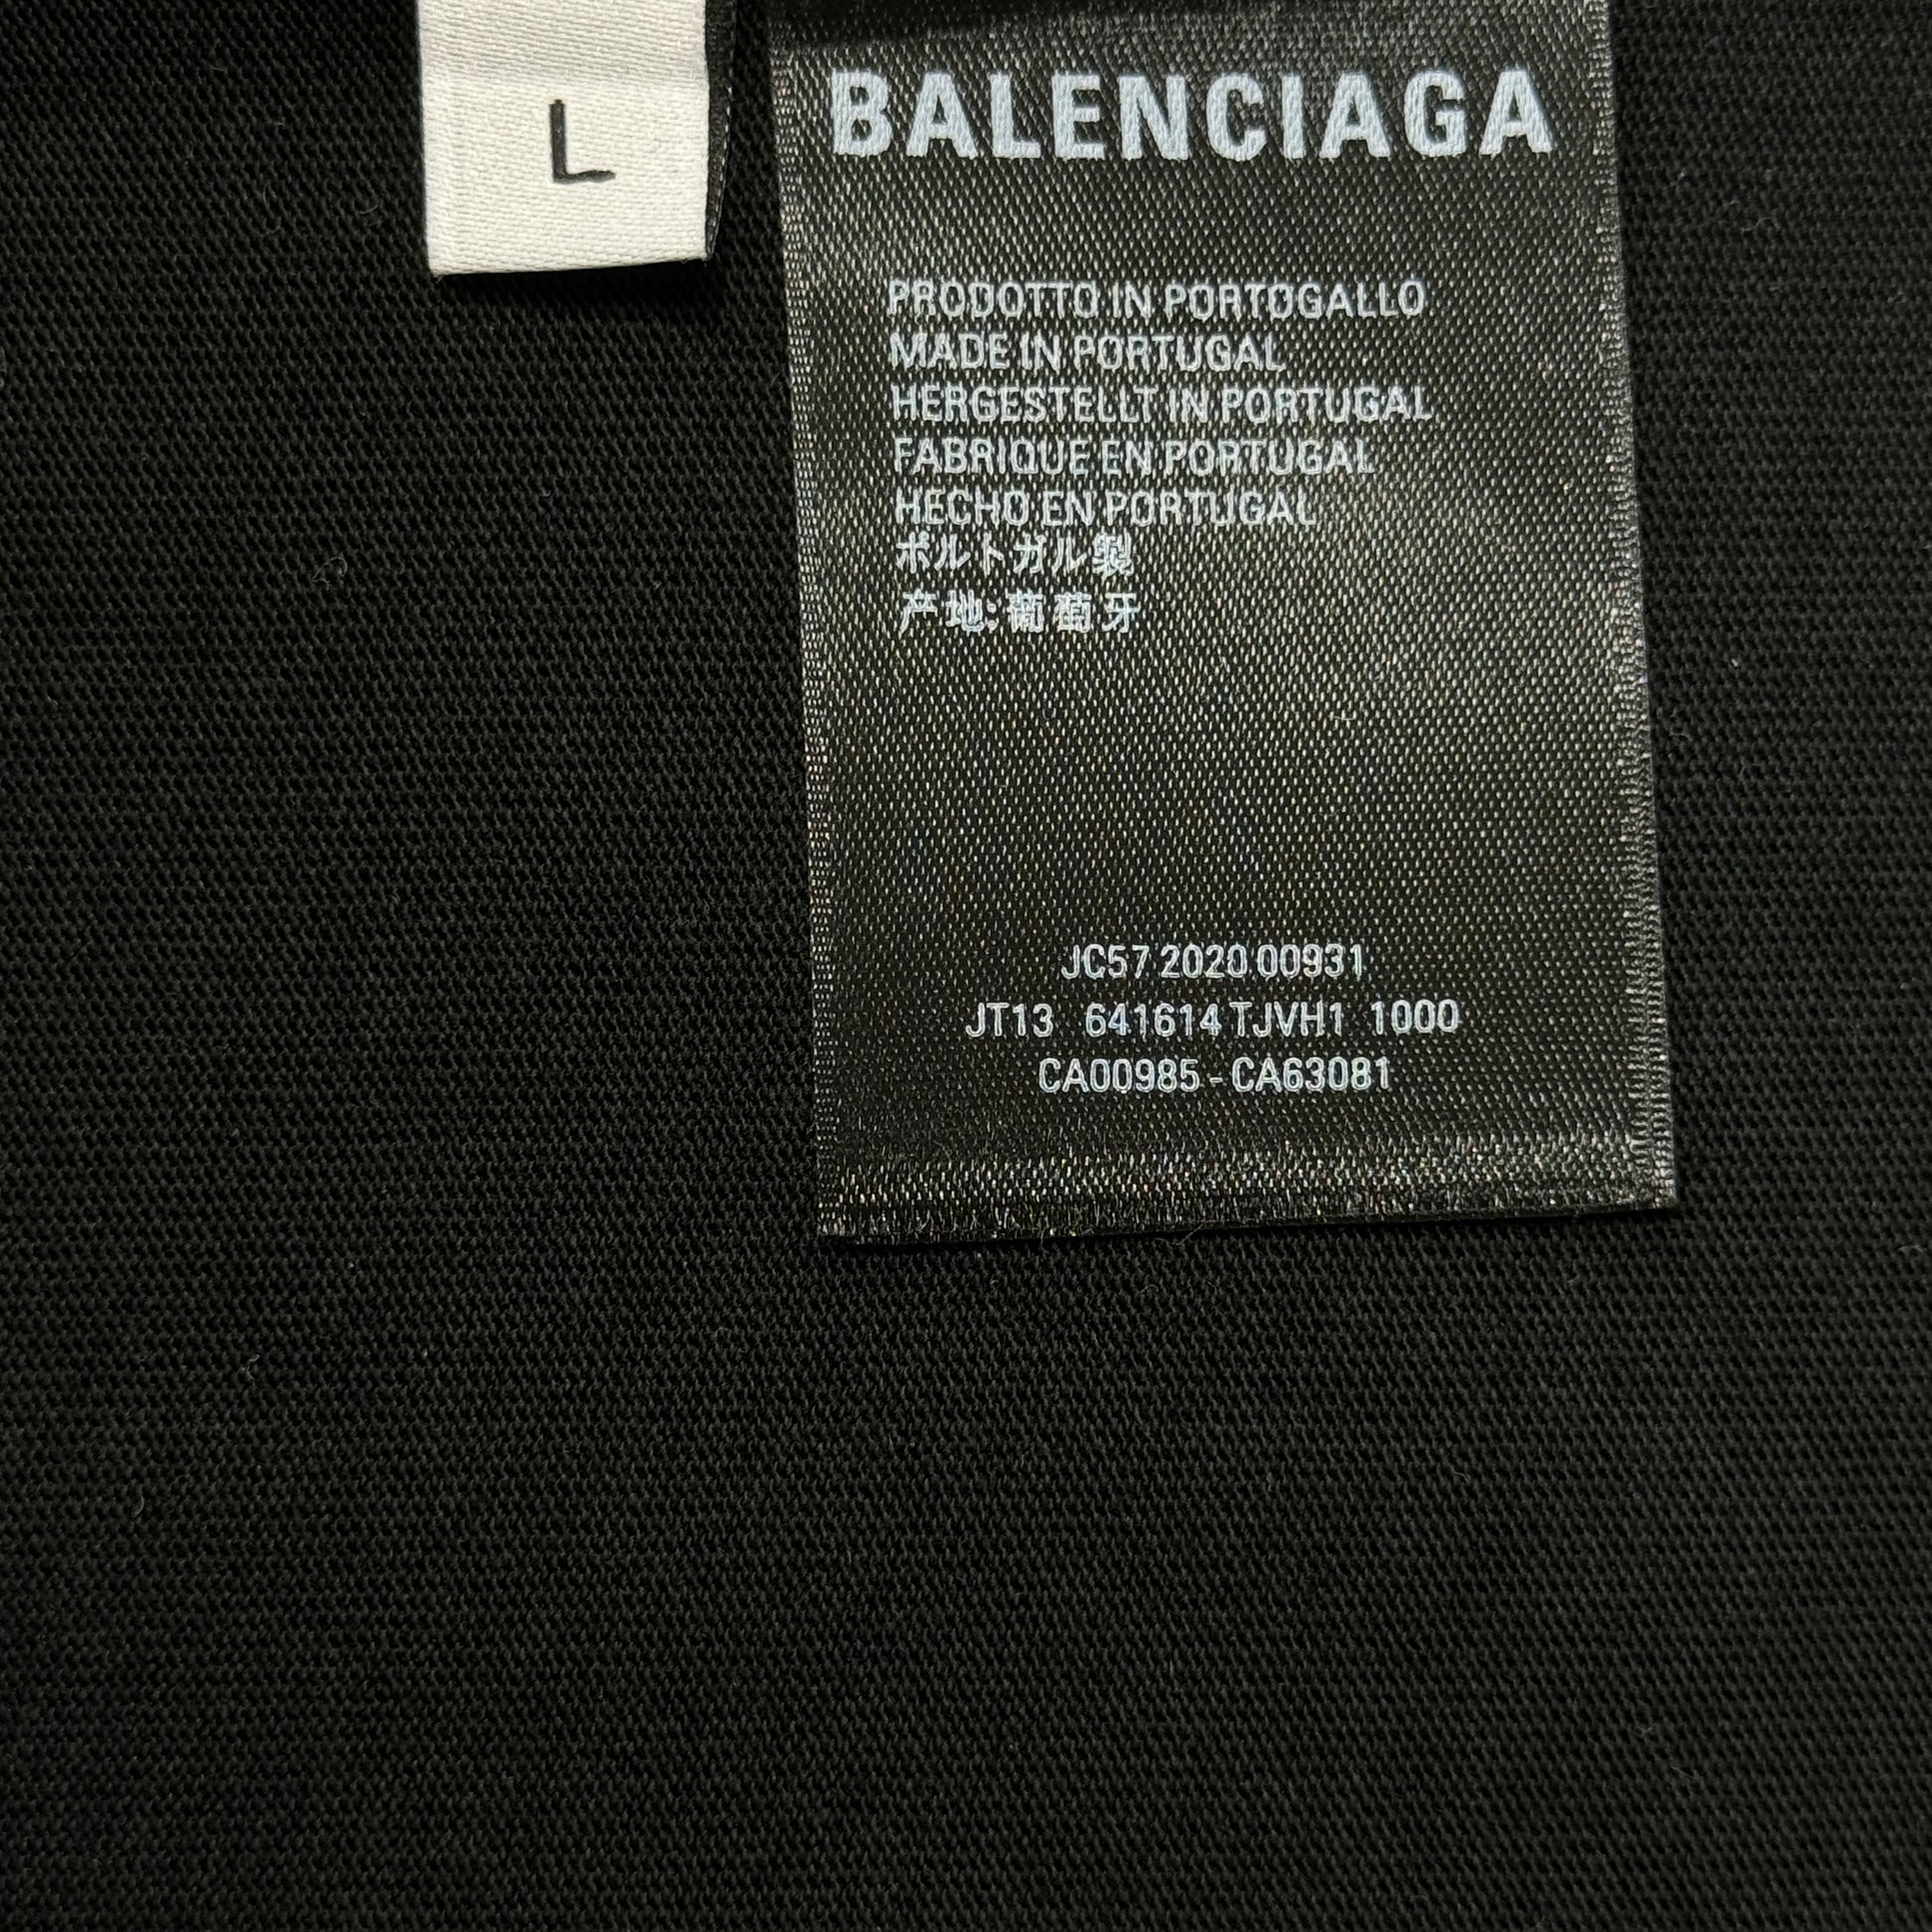 L
BALENCIAGA
PRODOTTO IN PORTOGALLO
MADE IN PORTUGAL
HERGESTELLT IN PORTUGAL
FABRIQUE EN PORTUGAL
HECHO EN PORTUGAL
ポルトガル製
产地:葡萄牙
JC57 2020 00931
JT13 641614 TJVH1 1000
CA00985 - CA63081